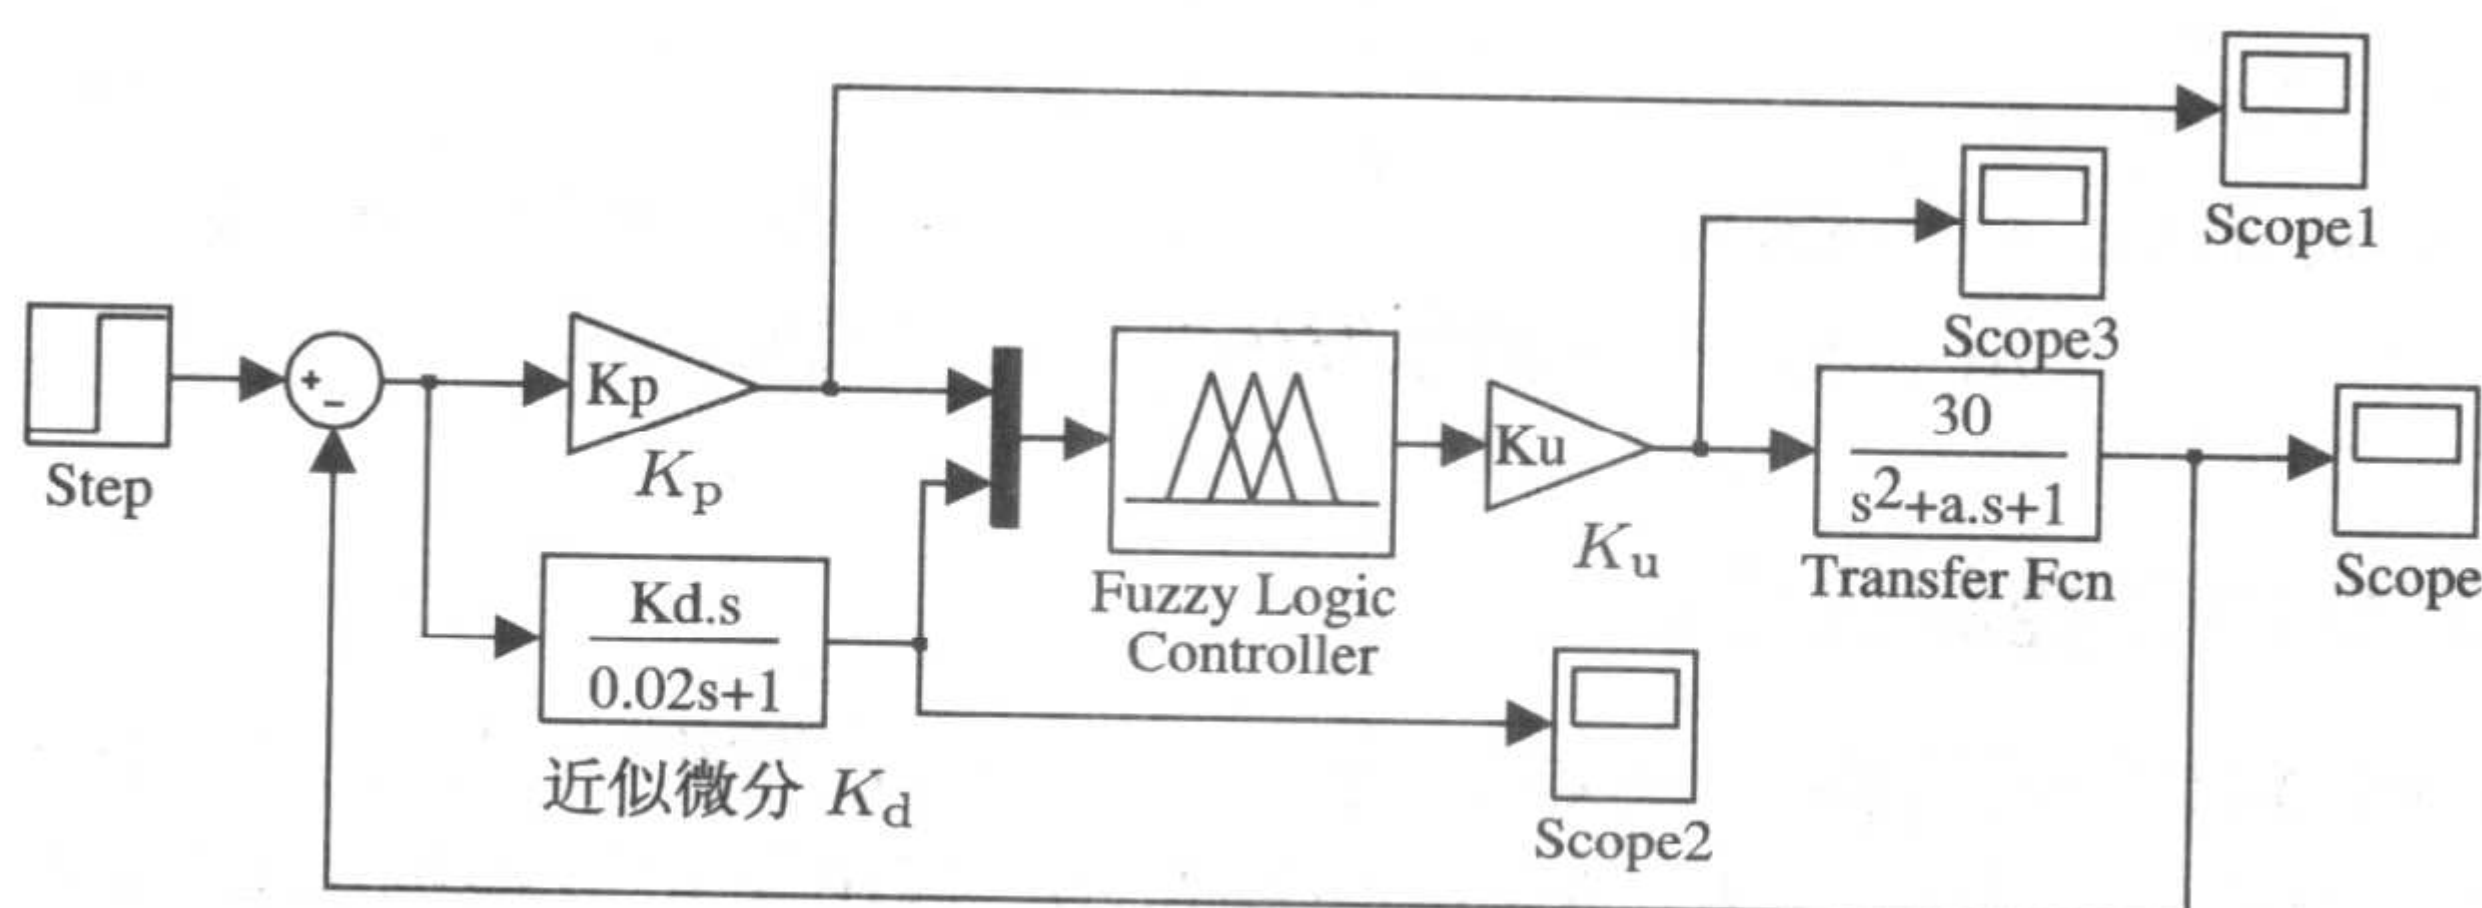 Scope1
Scope3
Step
+
−
Kp
Kp
Kd.s
0.02s+1
近似微分 Kd
Fuzzy Logic
Controller
Ku
Ku
30
s²+a.s+1
Transfer Fcn
Scope
Scope2